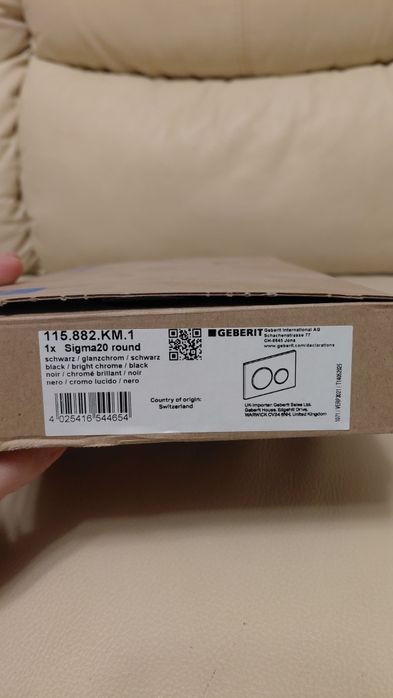 115.882.KM.1
1x Sigma20 round
schwarz / glanzchrom / schwarz
black / bright chrome / black
noir / chromé brillant / noir
nero / cromo lucido / nero
4 025416 544654
Country of origin:
Switzerland
GEBERIT
Geberit International AG
Schachenstrasse 77
CH-8645 Jona
www.geberit.com/declarations
UK-Importer: Geberit Sales Ltd.
Geberit House, Edgehill Drive,
WARWICK CV34 6NH, United Kingdom